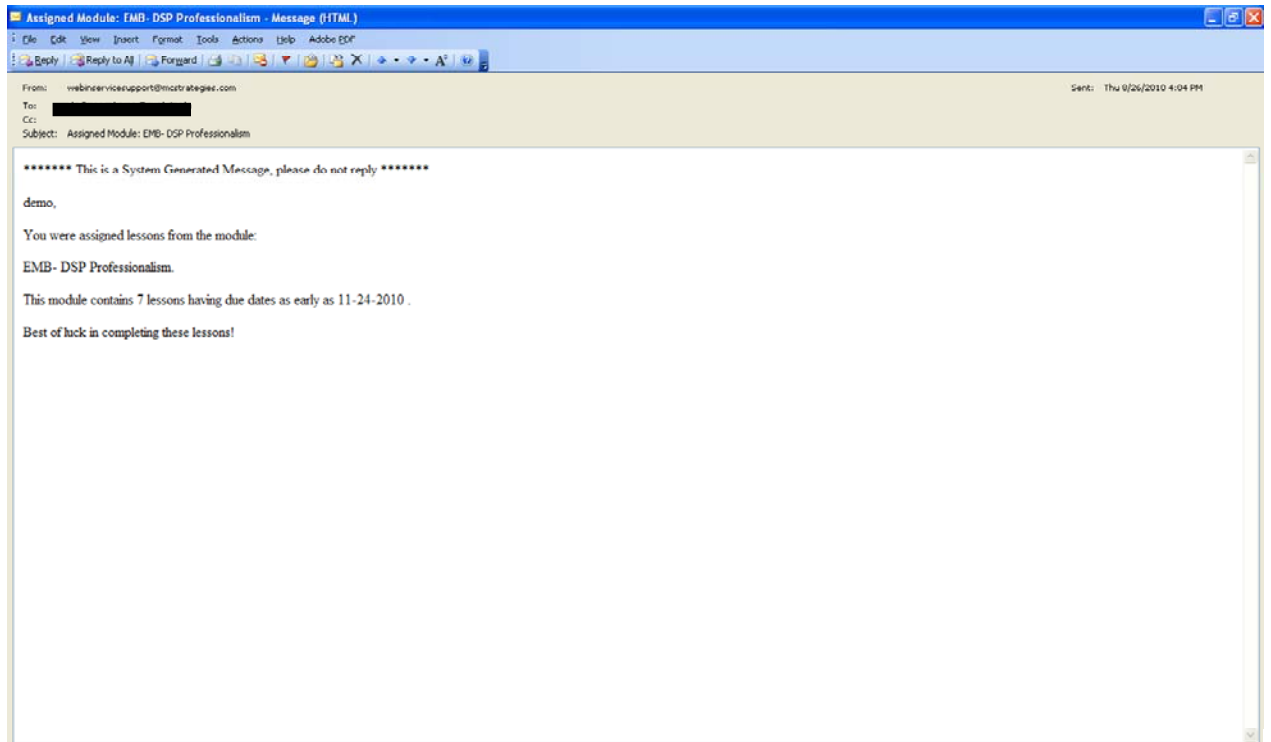 Assigned Module: EMB- DSP Professionalism - Message (HTML)
File Edit View Insert Format Tools Actions Help Adobe PDF
Reply Reply to All Forward
From: webinservicesupport@mcstrategies.com Sent: Thu 8/26/2010 4:04 PM
To:
Cc:
Subject: Assigned Module: EMB- DSP Professionalism
******* This is a System Generated Message, please do not reply *******
demo,
You were assigned lessons from the module:
EMB- DSP Professionalism.
This module contains 7 lessons having due dates as early as 11-24-2010 .
Best of luck in completing these lessons!